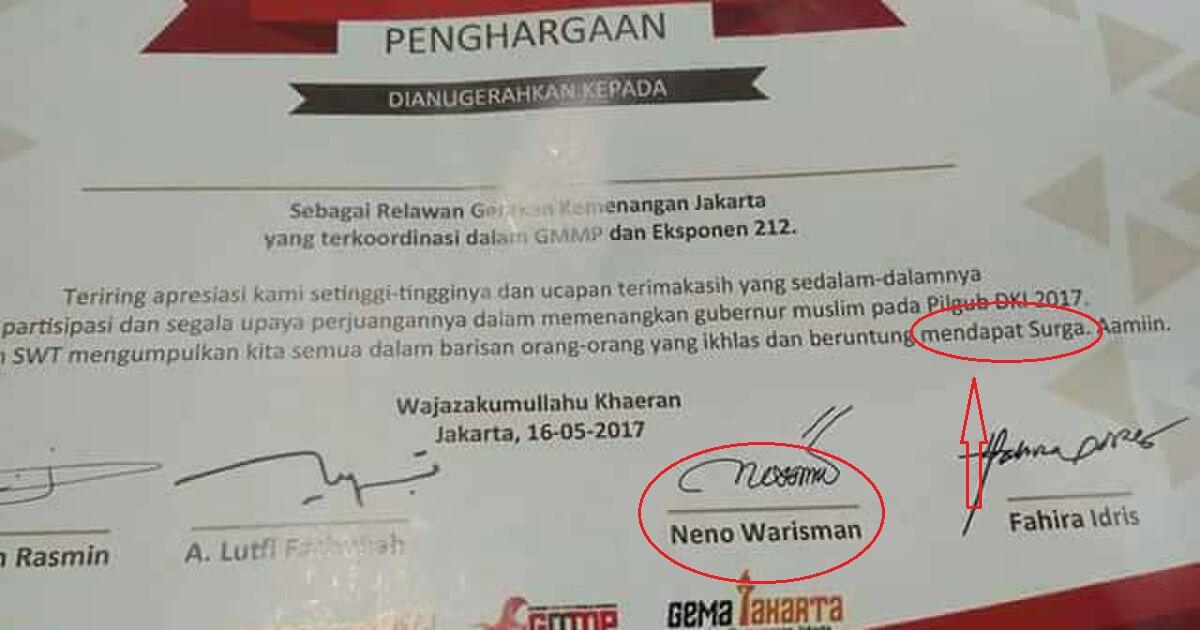 PENGHARGAAN
DIANUGERAHKAN KEPADA
Sebagai Relawan Gerakan Kemenangan Jakarta
yang terkoordinasi dalam GMMP dan Eksponen 212.
Teriring apresiasi kami setinggi-tingginya dan ucapan terimakasih yang sedalam-dalamnya
partisipasi dan segala upaya perjuangannya dalam memenangkan gubernur muslim pada Pilgub DKI 2017.
SWT mengumpulkan kita semua dalam barisan orang-orang yang ikhlas dan beruntung mendapat Surga. Aamiin.
Wajazakumullahu Khaeran
Jakarta, 16-05-2017
Rasmin
A. Lutfi
Neno Warisman
Fahira Idris
GMMP
GEMA JAKARTA